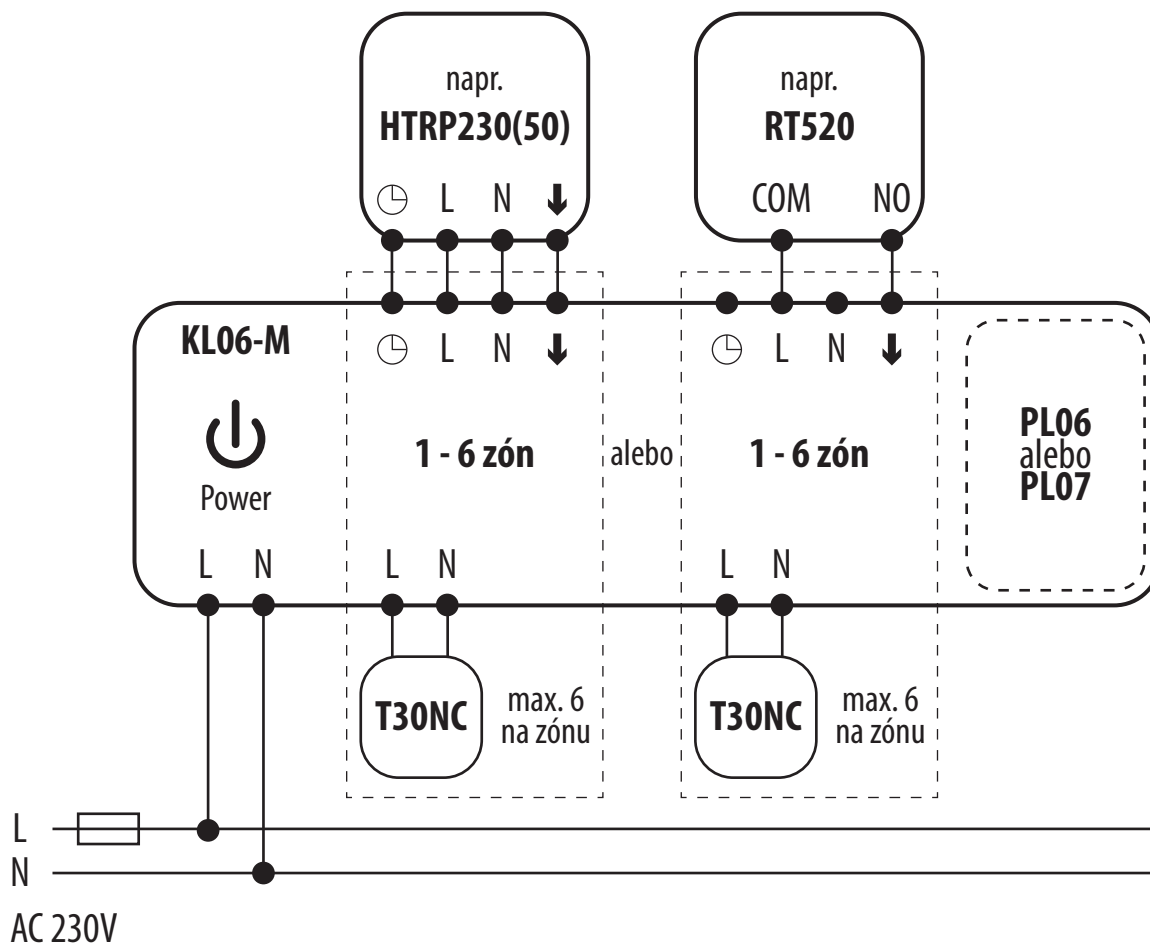 napr.
HTRP230(50)
L N
napr.
RT520
COM NO
KL06-M
Power
L N
L N
1 - 6 zón
L N
alebo
L N
1 - 6 zón
L N
PL06
alebo
PL07
T30NC
max. 6
na zónu
T30NC
max. 6
na zónu
L
N
AC 230V